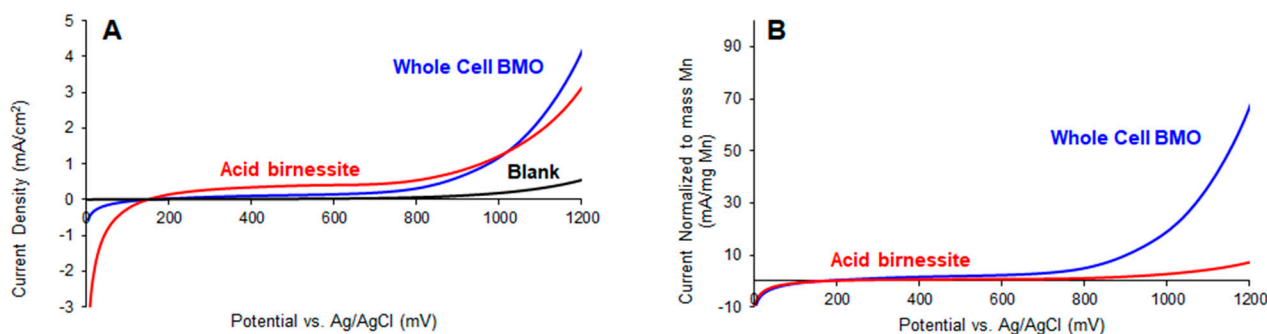 A
5
4
3
2
1
0
-1
-2
-3
200
400
600
800
1000
1200
Whole Cell BMO
Acid birnessite
Blank
Current Density (mA/cm²)
Potential vs. Ag/AgCl (mV)
B
90
70
50
30
10
-10
0
200
400
600
800
1000
1200
Whole Cell BMO
Acid birnessite
Current Normalized to mass Mn
(mA/mg Mn)
Potential vs. Ag/AgCl (mV)